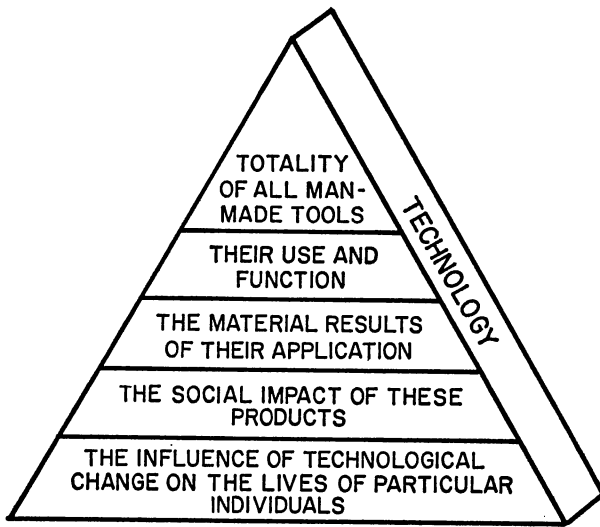 TOTALITY
OF ALL MAN-
MADE TOOLS
THEIR USE AND
FUNCTION
THE MATERIAL RESULTS
OF THEIR APPLICATION
THE SOCIAL IMPACT OF THESE
PRODUCTS
THE INFLUENCE OF TECHNOLOGICAL
CHANGE ON THE LIVES OF PARTICULAR
INDIVIDUALS
TECHNOLOGY